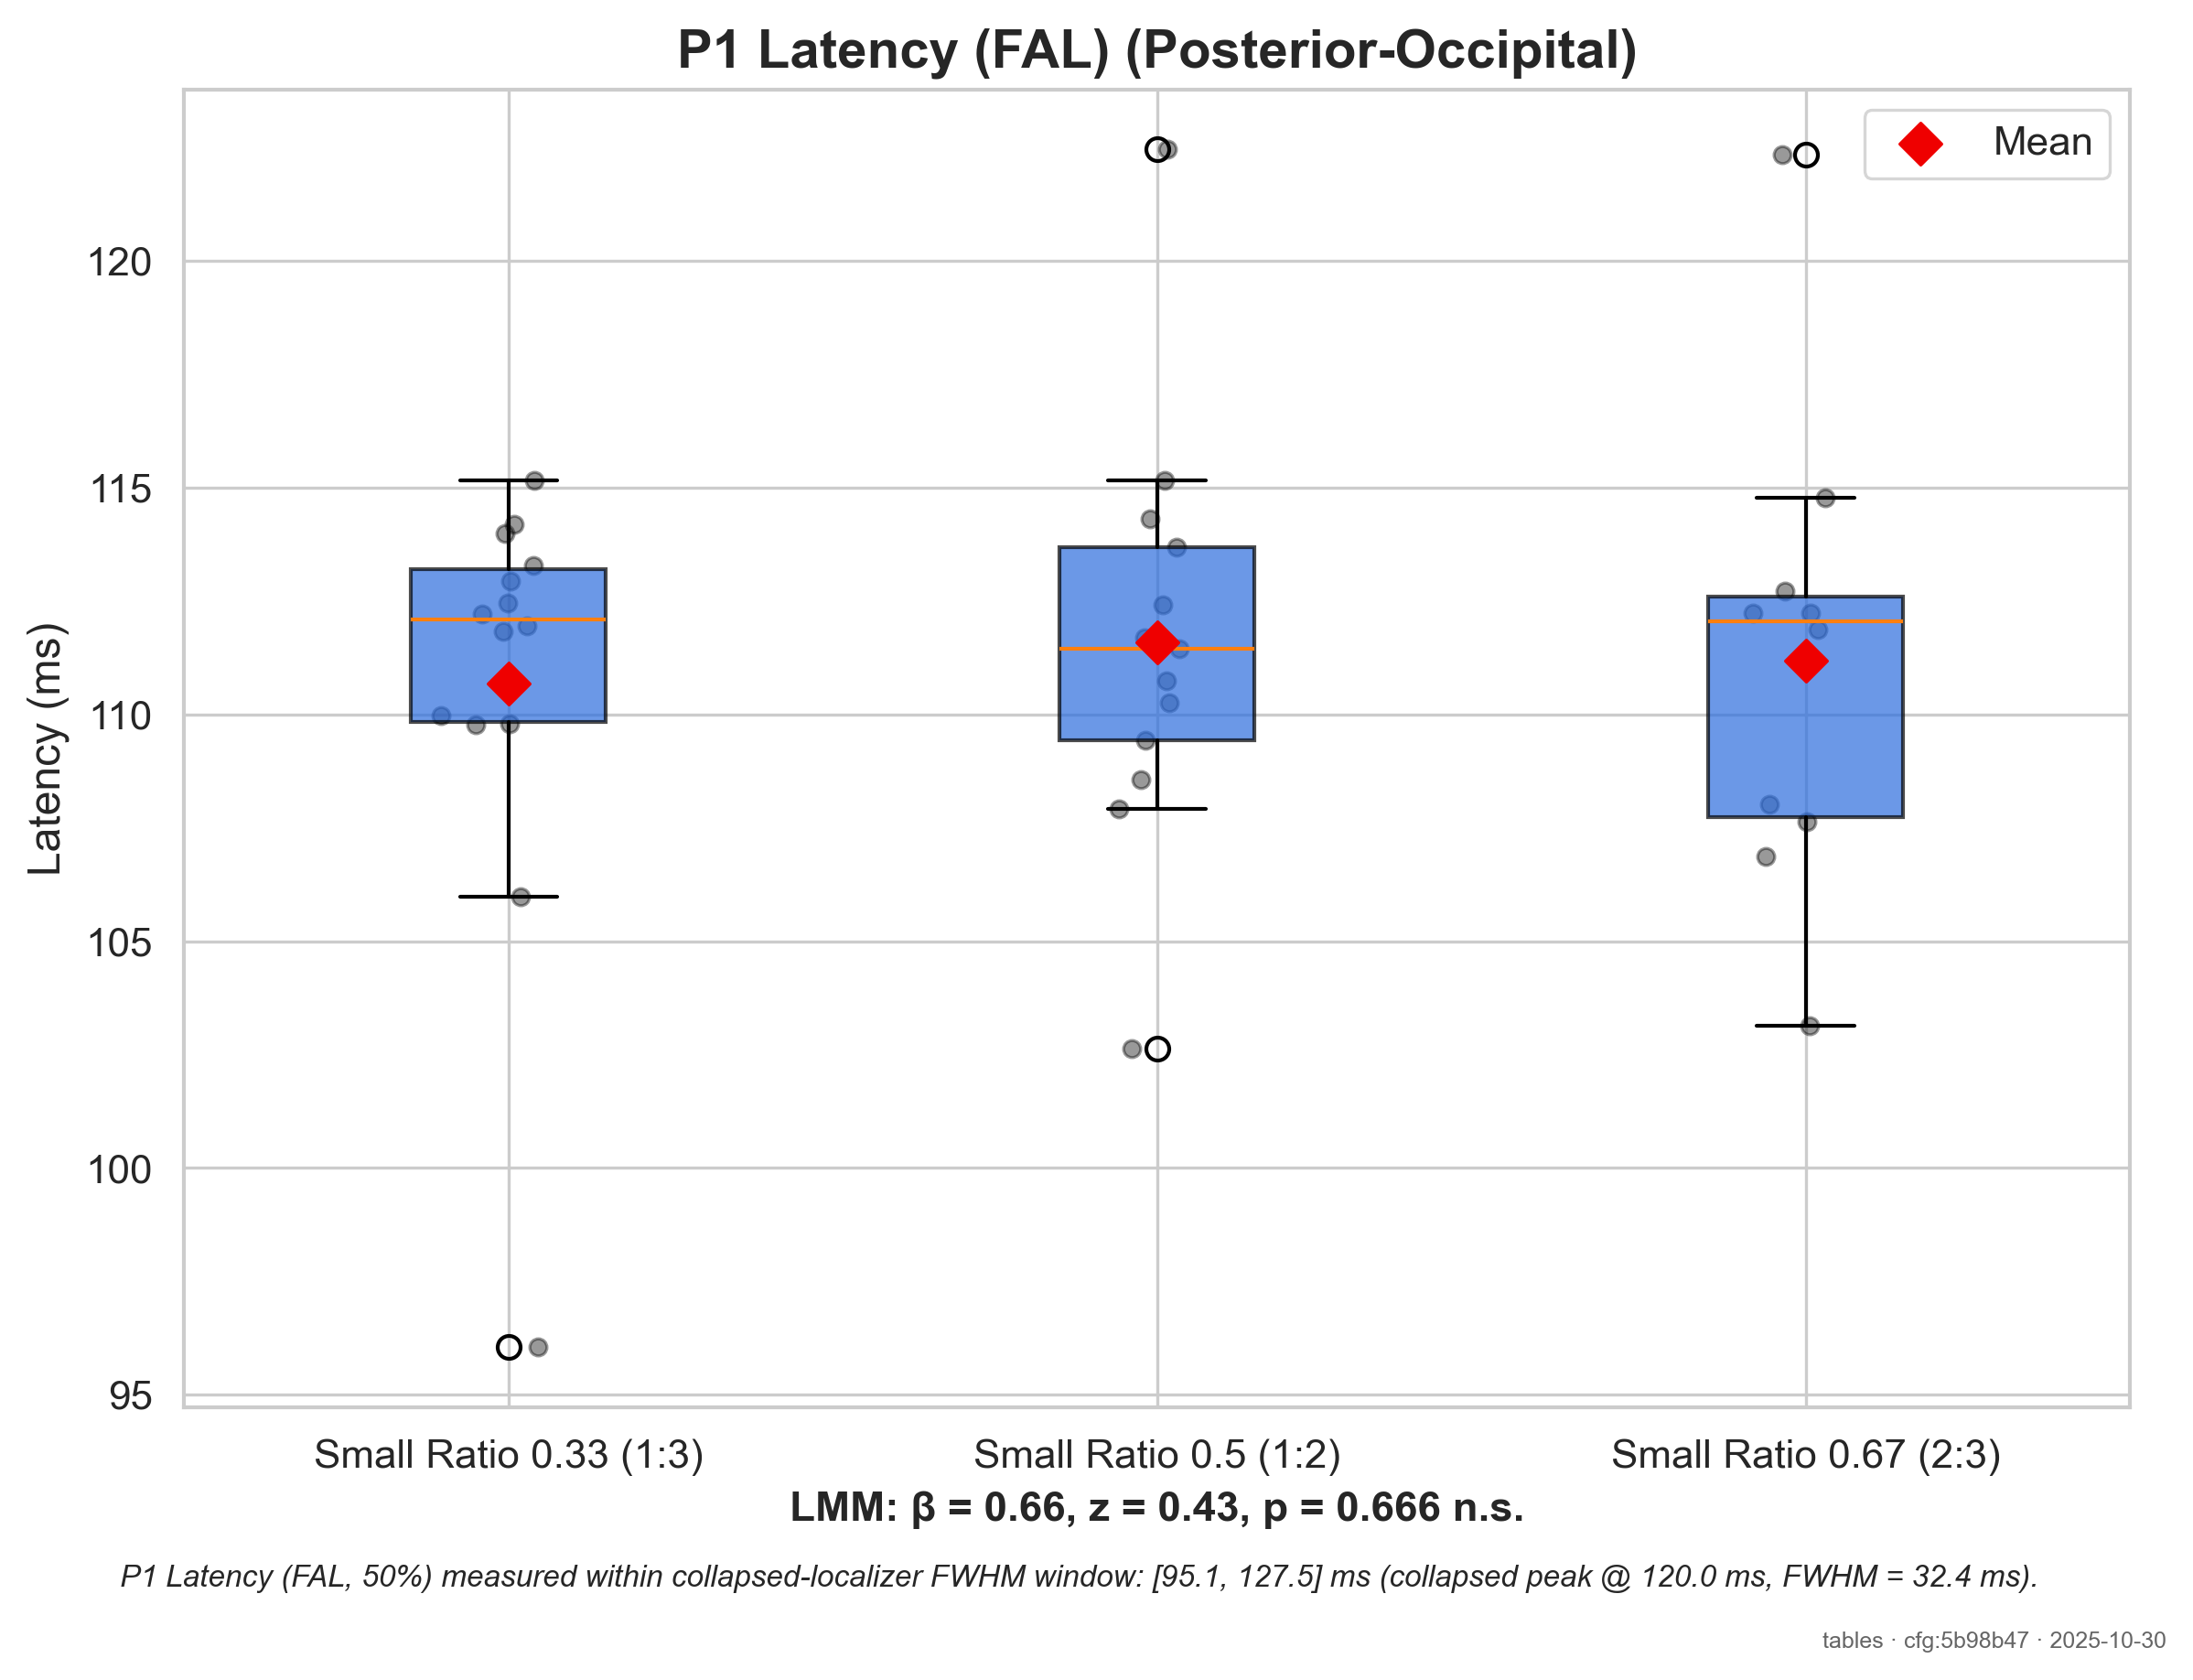 P1 Latency (FAL) (Posterior-Occipital)
Mean
Latency (ms)
120
115
110
105
100
95
Small Ratio 0.33 (1:3)
Small Ratio 0.5 (1:2)
Small Ratio 0.67 (2:3)
LMM: β = 0.66, z = 0.43, p = 0.666 n.s.
P1 Latency (FAL, 50%) measured within collapsed-localizer FWHM window: [95.1, 127.5] ms (collapsed peak @ 120.0 ms, FWHM = 32.4 ms).
tables · cfg:5b98b47 · 2025-10-30